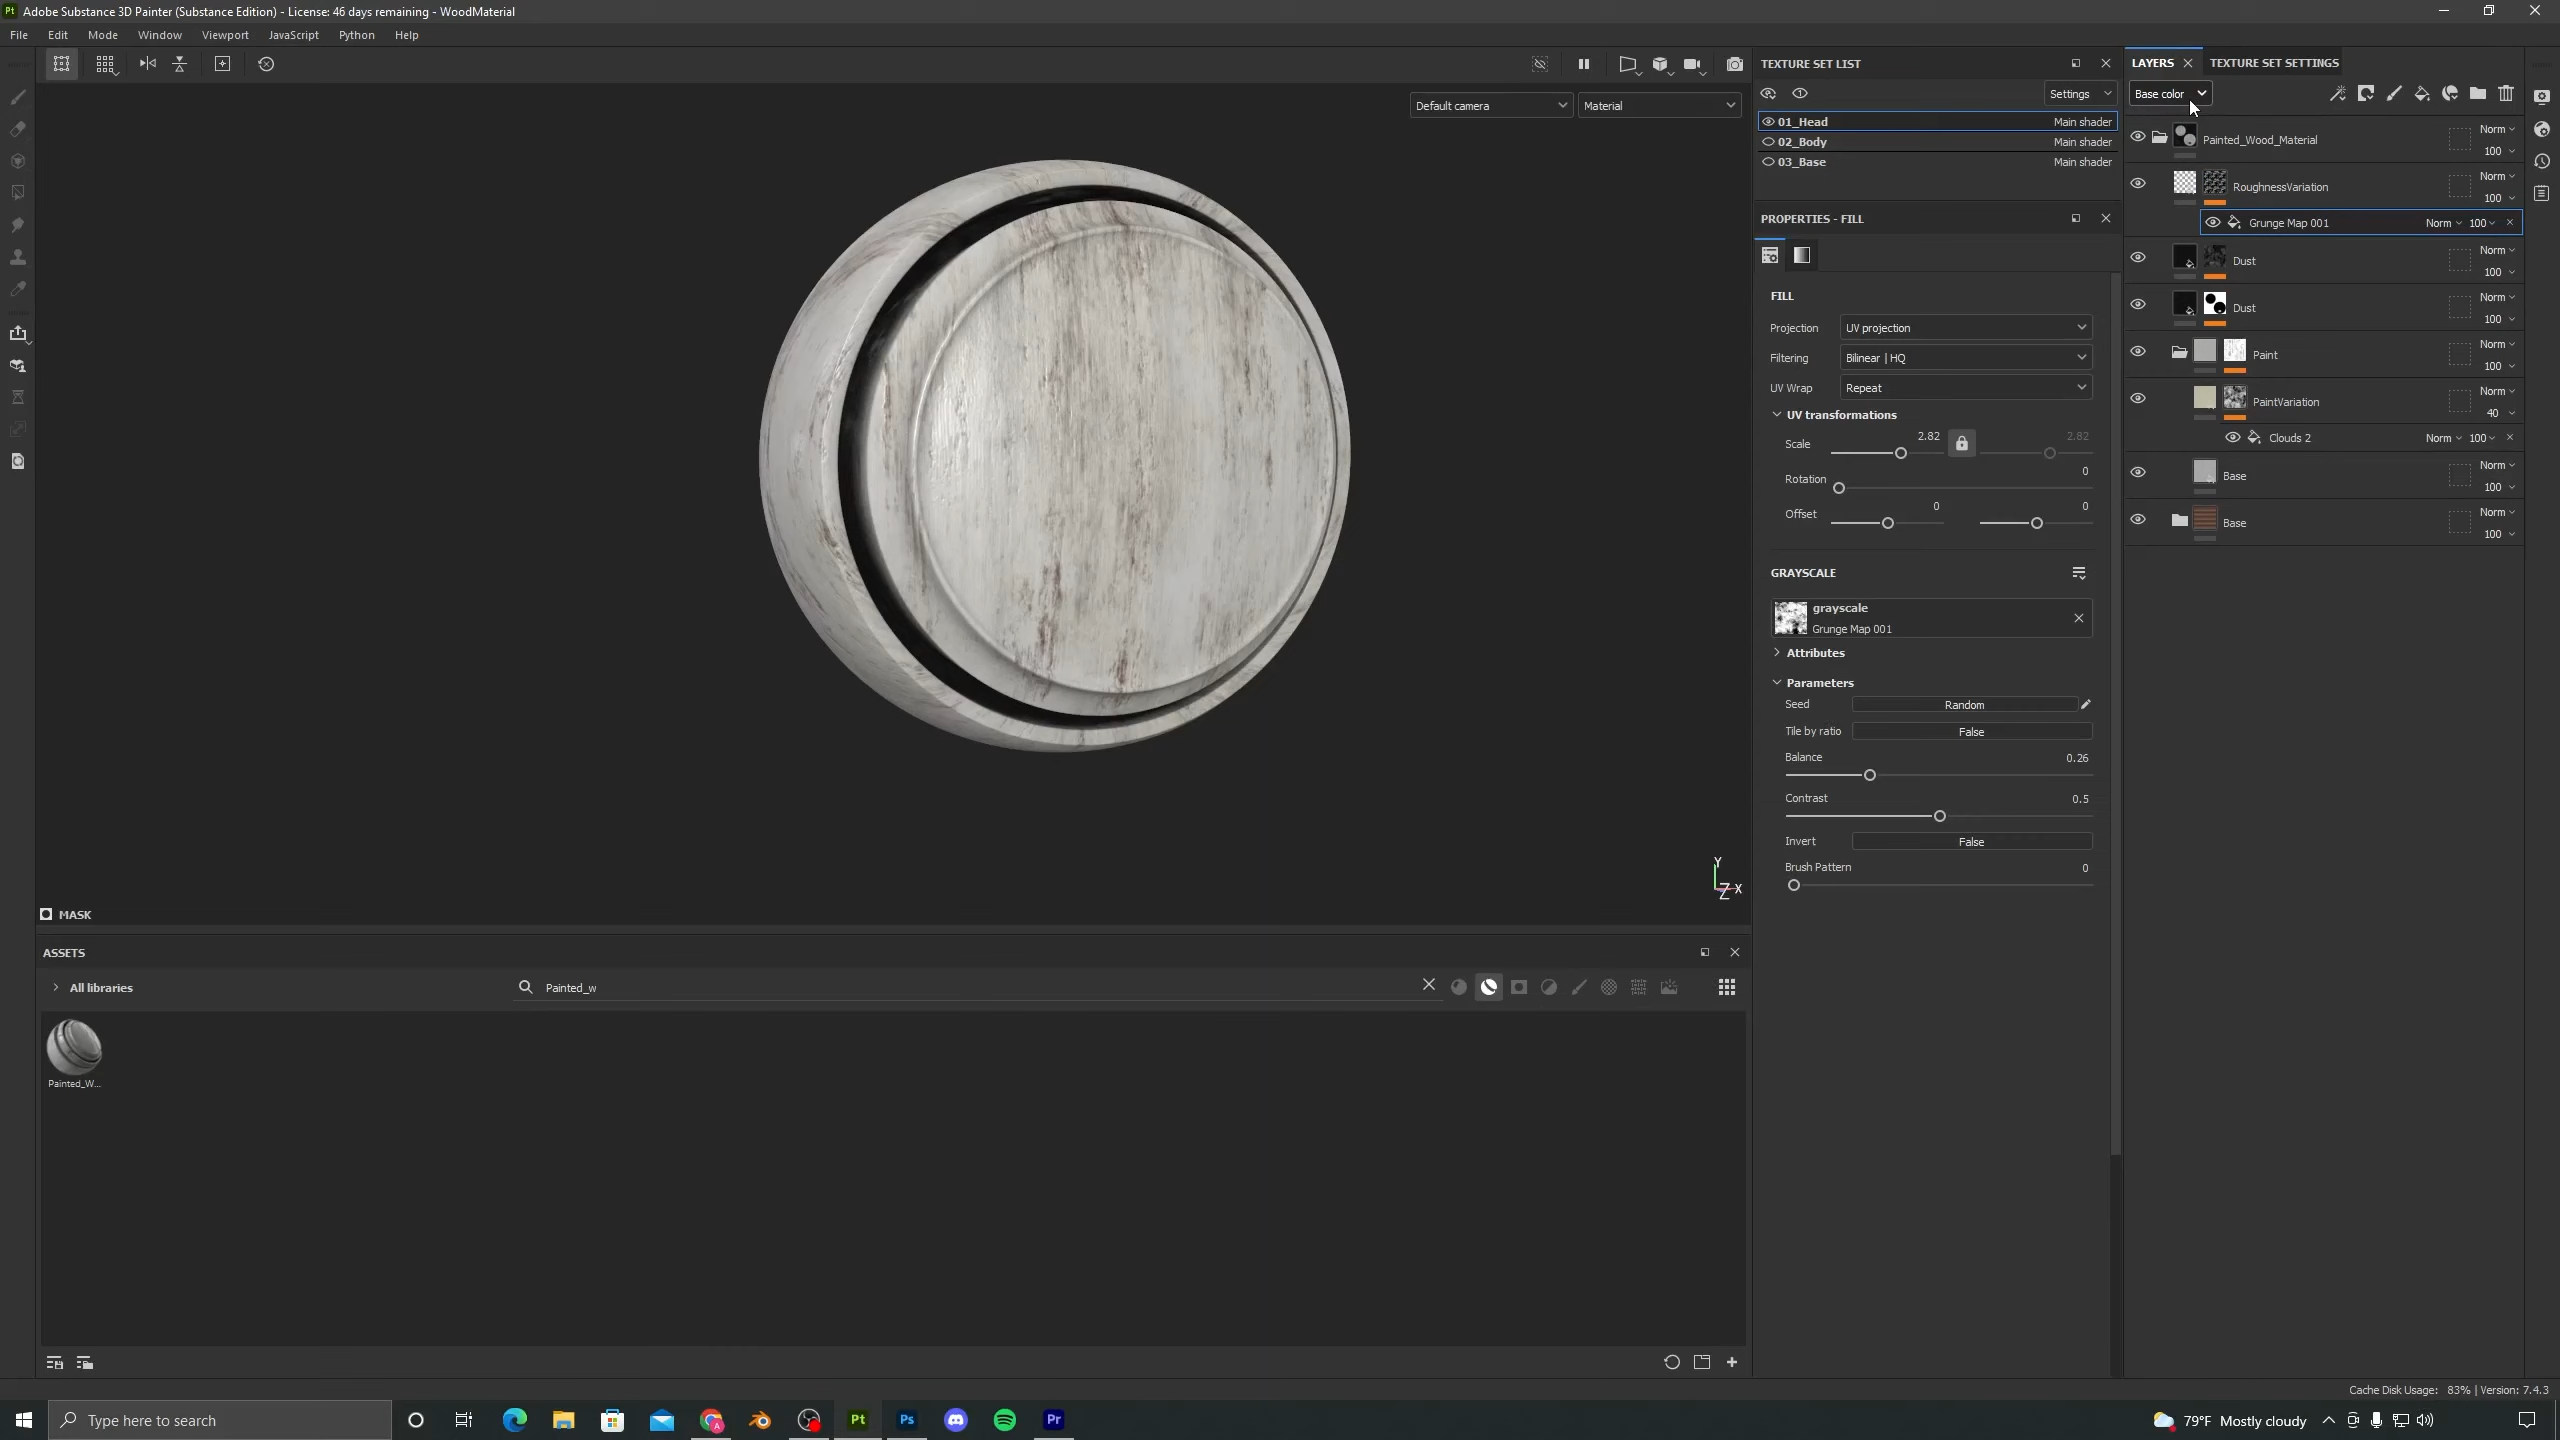 Pt Adobe Substance 3D Painter (Substance Edition) - License: 46 days remaining - WoodMaterial
File Edit Mode Window Viewport JavaScript Python Help
Default camera Material
Y
Z X
MASK
TEXTURE SET LIST
Settings
01_Head Main shader
02_Body Main shader
03_Base Main shader
PROPERTIES - FILL
FILL
Projection UV projection
Filtering Bilinear | HQ
UV Wrap Repeat
UV transformations
Scale 2.82 2.82
Rotation 0
Offset 0 0
GRAYSCALE
grayscale
Grunge Map 001
Attributes
Parameters
Seed Random
Tile by ratio False
Balance 0.26
Contrast 0.5
Invert False
Brush Pattern 0
LAYERS TEXTURE SET SETTINGS
Base color
Painted_Wood_Material Norm
100
RoughnessVariation Norm
100
Grunge Map 001 Norm 100
Dust Norm
100
Dust Norm
100
Paint Norm
100
PaintVariation Norm
40
Clouds 2 Norm 100
Base Norm
100
Base Norm
100
ASSETS
All libraries Painted_w
Painted_W...
Cache Disk Usage: 83% | Version: 7.4.3
Type here to search Pt Ps Pr 79°F Mostly cloudy